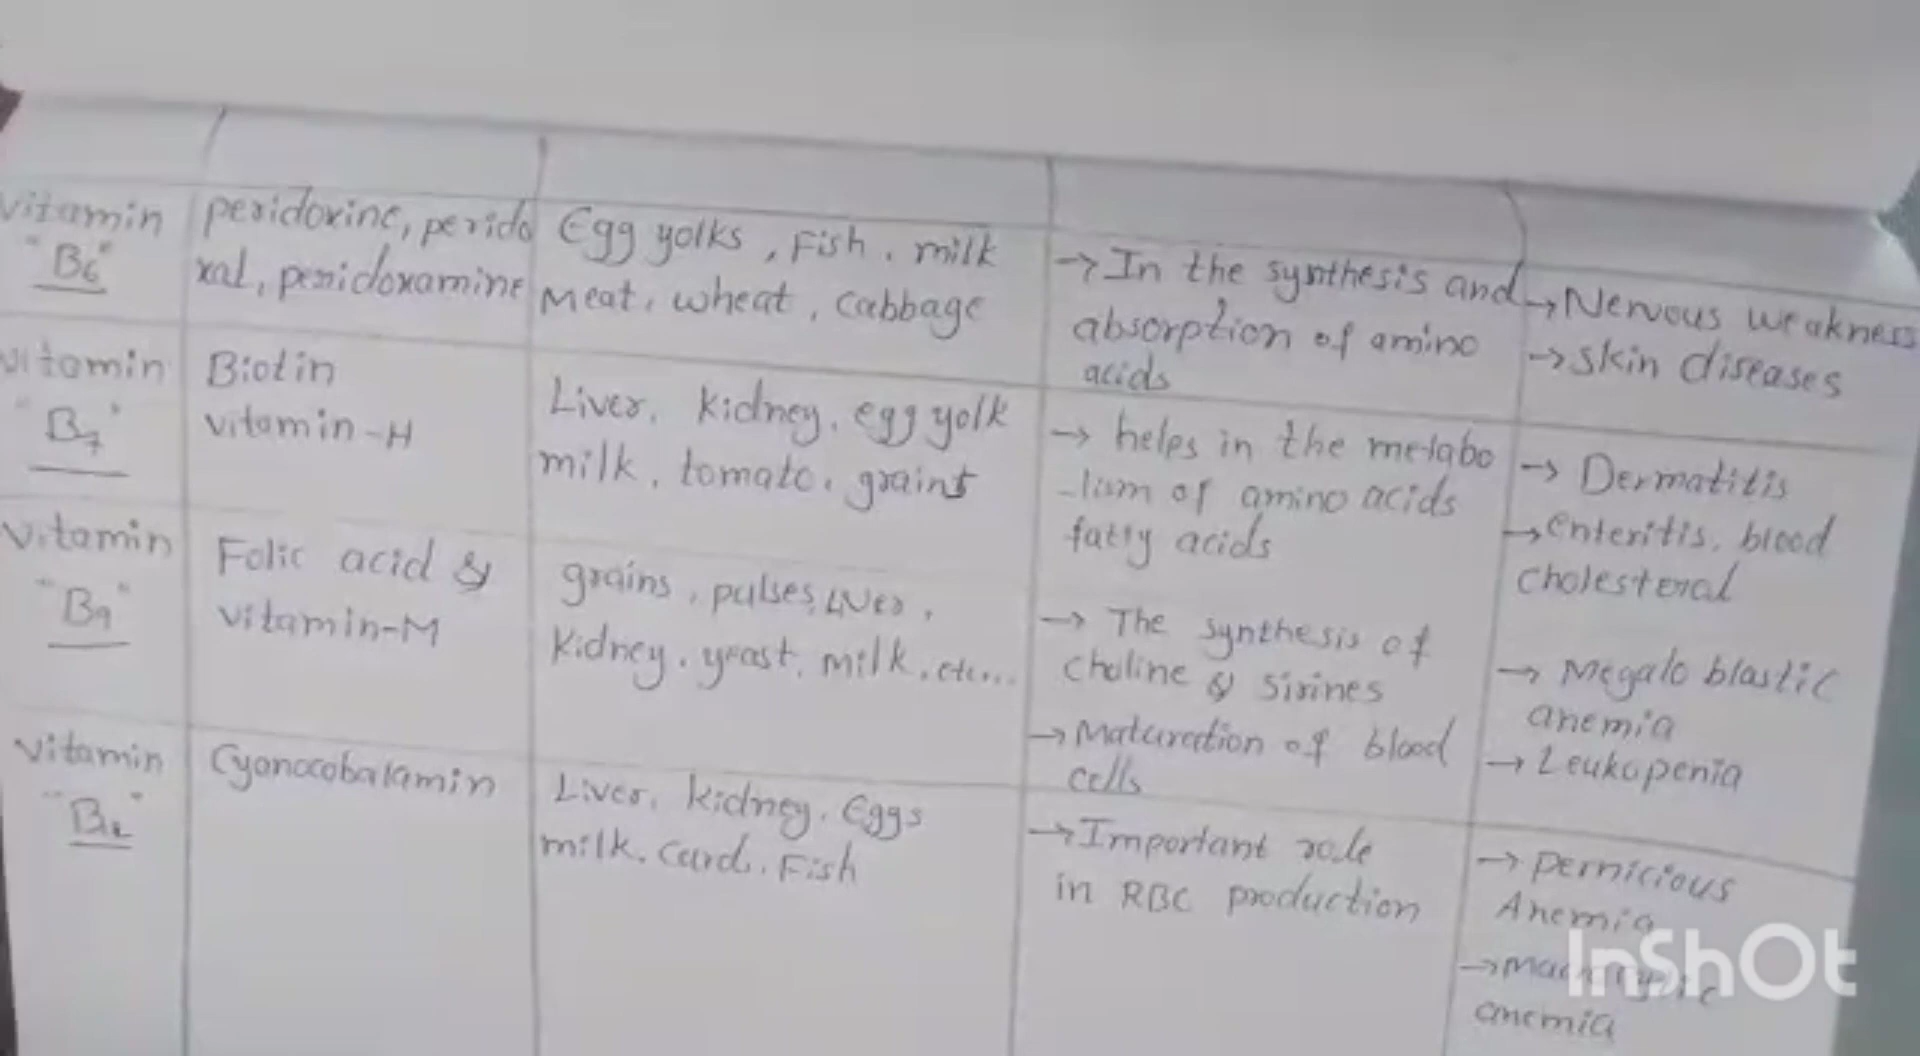 vitamin
"B6"
peridoxine, perido
xal, peridoxamine
Egg yolks, Fish, milk
Meat, wheat, cabbage
→ In the synthesis and
absorption of amino
acids
→ Nervous weakness
→ skin diseases
vitamin
"B7"
Biotin
vitamin-H
Liver, kidney, egg yolk
milk, tomato, grains
→ helps in the metabo
-lism of amino acids
fatty acids
→ Dermatitis
→ enteritis, blood
cholesteral
vitamin
"B9"
Folic acid &
vitamin-M
grains, pulses, Liver,
kidney, yeast, milk, etc...
→ The synthesis of
choline & sirines
→ Maturation of blood
cells
→ Megalo blastic
anemia
→ Leukopenia
vitamin
"B12"
Cyanocobalamin
Liver, kidney, Eggs
milk, Curd, Fish
→ Important role
in RBC production
→ pernicious
Anemia
→ macrocytic
anemia
InShOt